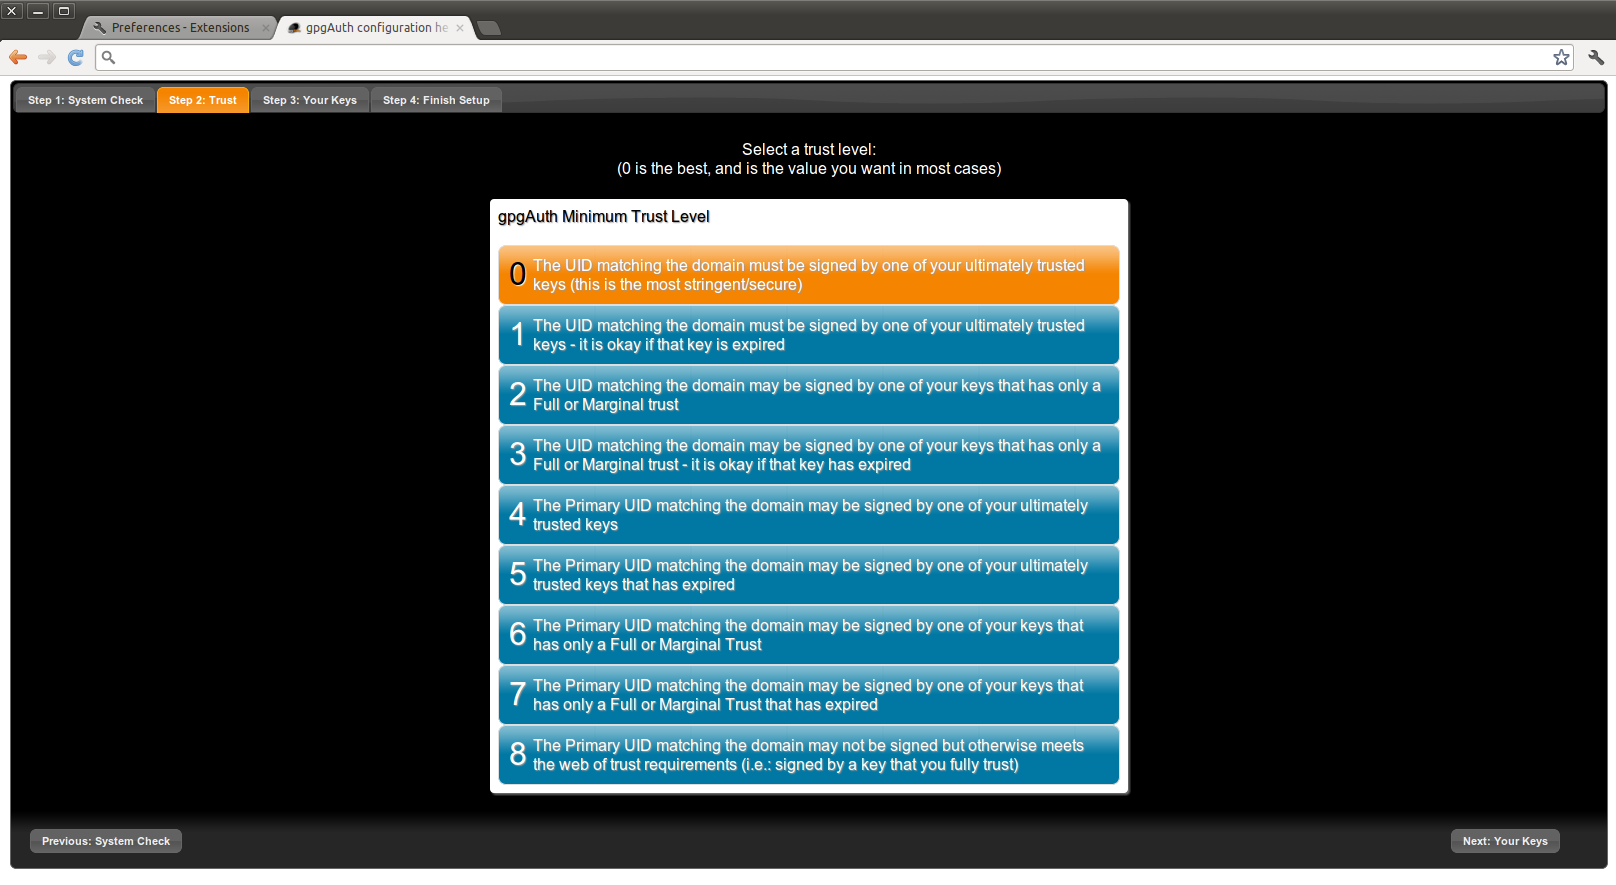 Preferences - Extensions
gpgAuth configuration he
Step 1: System Check
Step 2: Trust
Step 3: Your Keys
Step 4: Finish Setup
Select a trust level:
(0 is the best, and is the value you want in most cases)
gpgAuth Minimum Trust Level
0
The UID matching the domain must be signed by one of your ultimately trusted
keys (this is the most stringent/secure)
1
The UID matching the domain must be signed by one of your ultimately trusted
keys - it is okay if that key is expired
2
The UID matching the domain may be signed by one of your keys that has only a
Full or Marginal trust
3
The UID matching the domain may be signed by one of your keys that has only a
Full or Marginal trust - it is okay if that key has expired
4
The Primary UID matching the domain may be signed by one of your ultimately
trusted keys
5
The Primary UID matching the domain may be signed by one of your ultimately
trusted keys that has expired
6
The Primary UID matching the domain may be signed by one of your keys that
has only a Full or Marginal Trust
7
The Primary UID matching the domain may be signed by one of your keys that
has only a Full or Marginal Trust that has expired
8
The Primary UID matching the domain may not be signed but otherwise meets
the web of trust requirements (i.e.: signed by a key that you fully trust)
Previous: System Check
Next: Your Keys